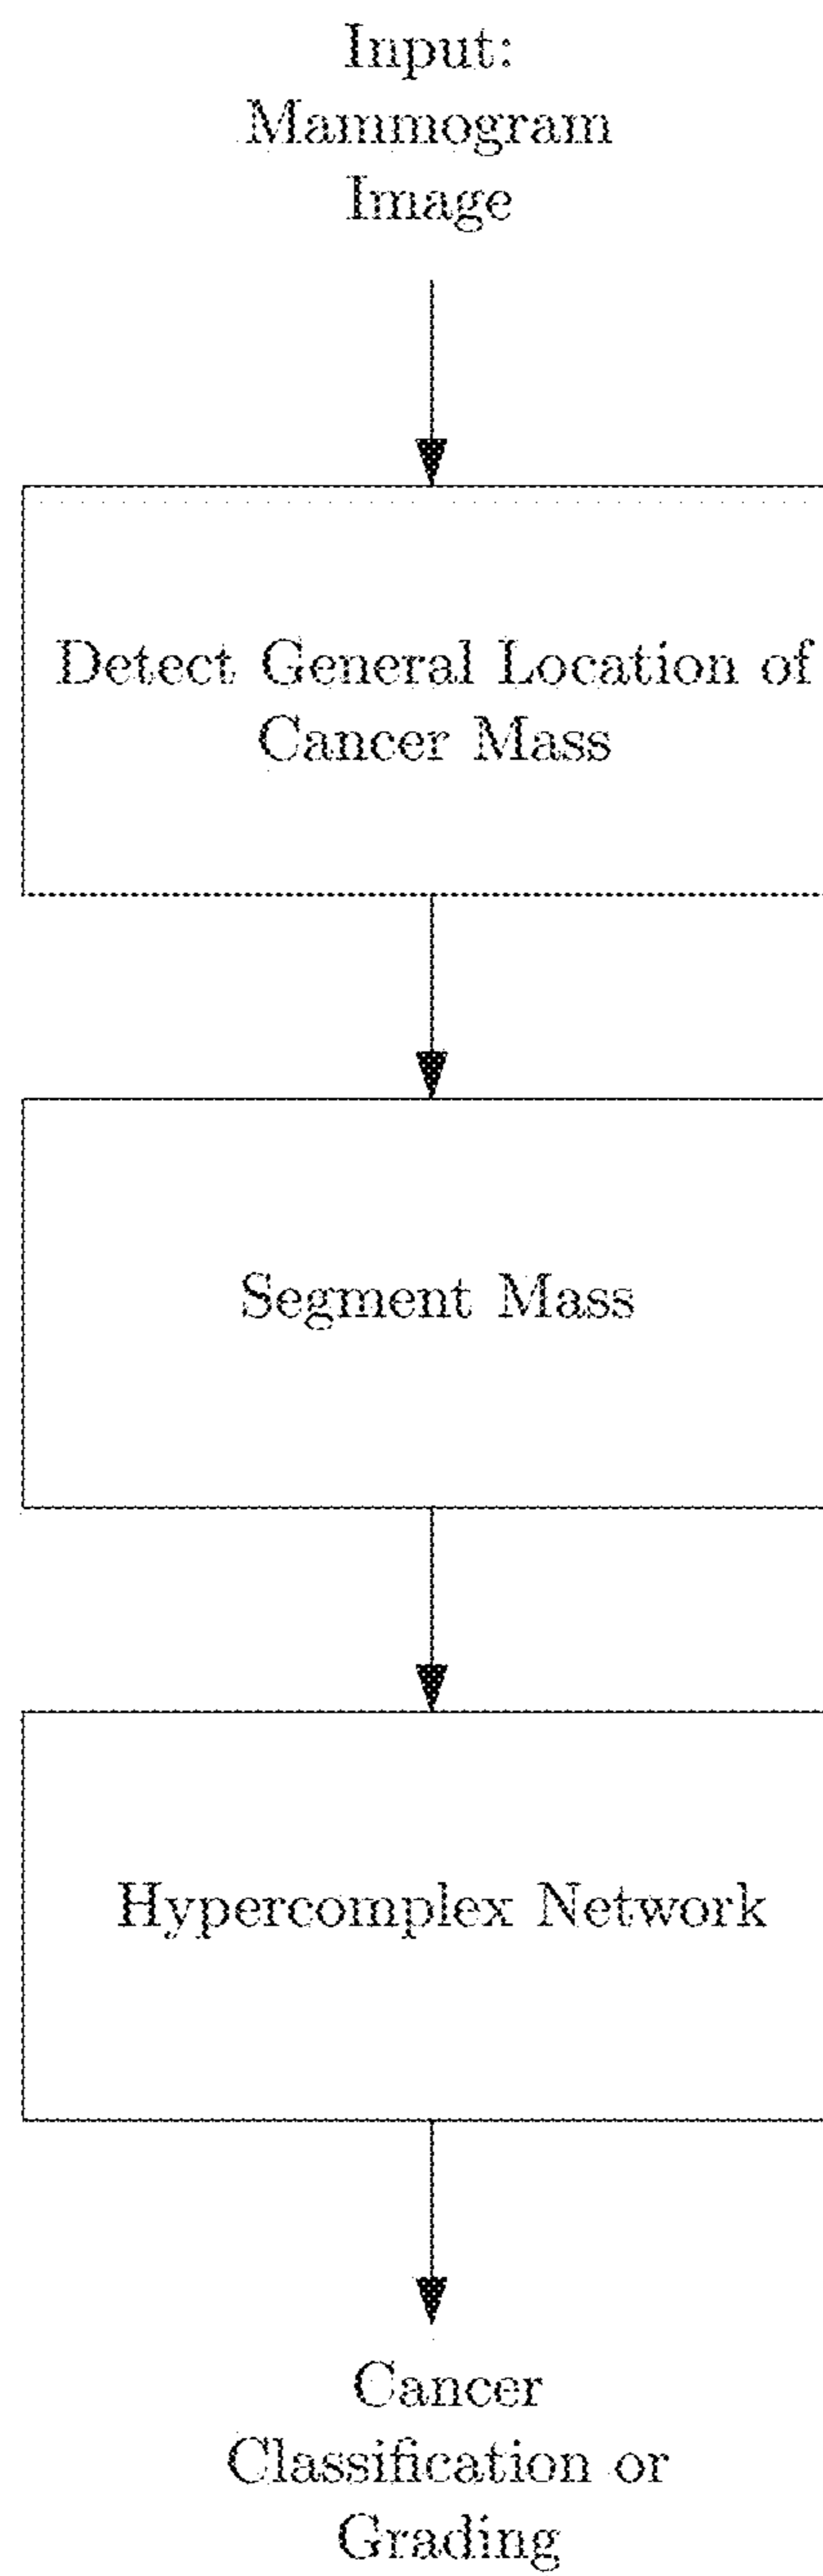 Input:
Mammogram
Image
Detect General Location of
Cancer Mass
Segment Mass
Hypercomplex Network
Cancer
Classification or
Grading